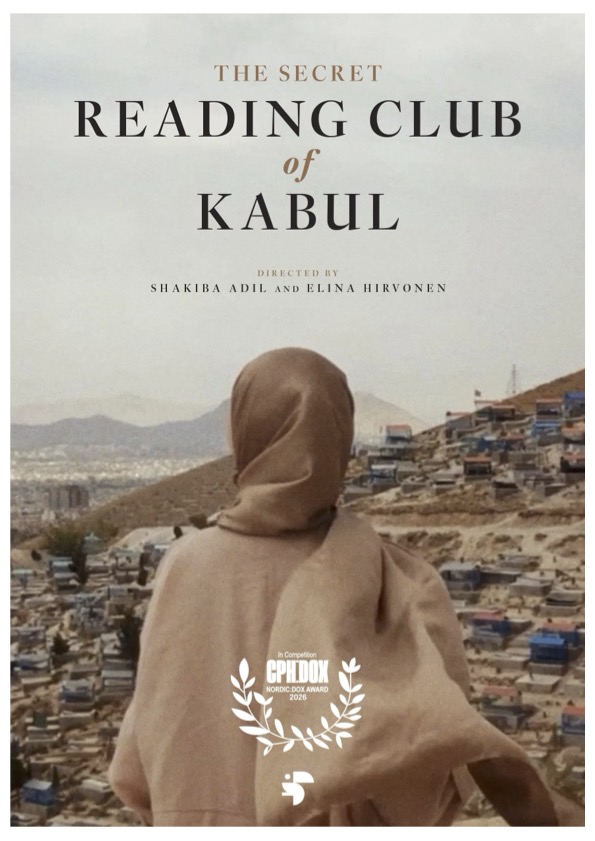 THE SECRET
READING CLUB
of
KABUL
DIRECTED BY
SHAKIBA ADIL AND ELINA HIRVONEN
In Competition
CPH:DOX
NORDIC:DOX AWARD
2026